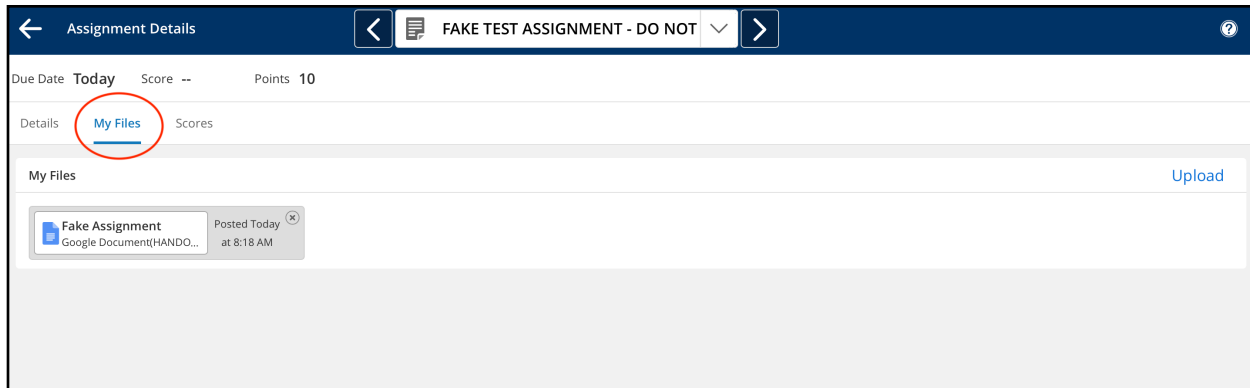 Assignment Details
FAKE TEST ASSIGNMENT - DO NOT
Due Date Today Score -- Points 10
Details My Files Scores
My Files Upload
Fake Assignment
Google Document(HANDO...
Posted Today
at 8:18 AM